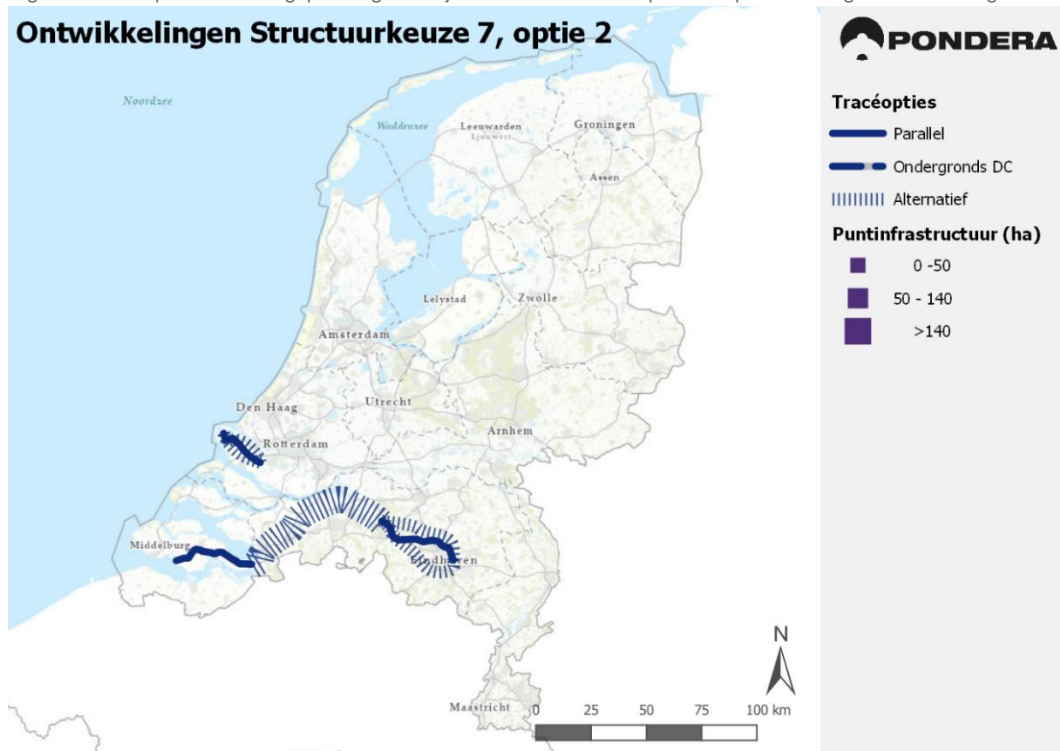 Ontwikkelingen Structuurkeuze 7, optie 2
PONDERA
Tracéopties
Parallel
Ondergronds DC
Alternatief
Puntinfrastructuur (ha)
0 -50
50 - 140
>140
Noordzee
Waddenzee
Leeuwarden
Ljouwert
Groningen
Assen
Lelystad
Zwolle
Amsterdam
Den Haag
Utrecht
Rotterdam
Arnhem
Middelburg
Eindhoven
Maastricht
N
0 25 50 75 100 km